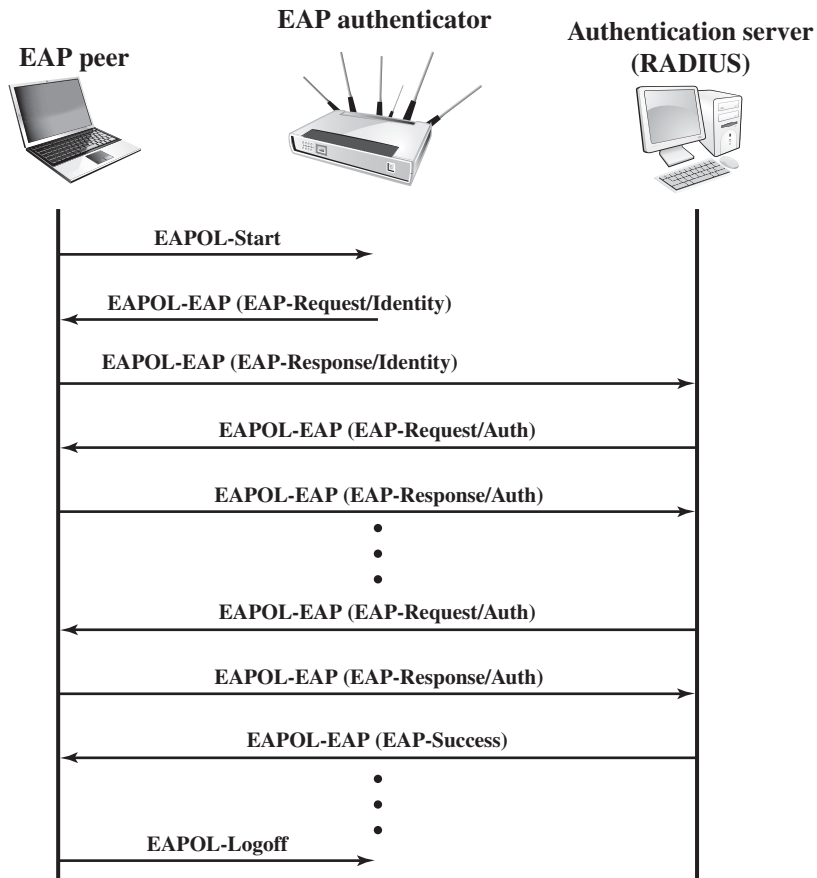 EAP peer
EAP authenticator
Authentication server
(RADIUS)
EAPOL-Start
EAPOL-EAP (EAP-Request/Identity)
EAPOL-EAP (EAP-Response/Identity)
EAPOL-EAP (EAP-Request/Auth)
EAPOL-EAP (EAP-Response/Auth)
EAPOL-EAP (EAP-Request/Auth)
EAPOL-EAP (EAP-Response/Auth)
EAPOL-EAP (EAP-Success)
EAPOL-Logoff